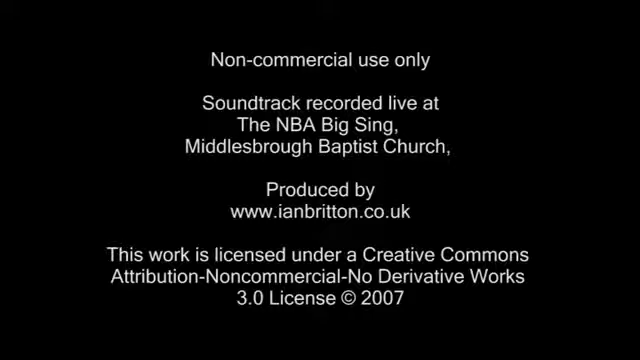 Non-commercial use only
Soundtrack recorded live at
The NBA Big Sing,
Middlesbrough Baptist Church,
Produced by
www.ianbritton.co.uk
This work is licensed under a Creative Commons
Attribution-Noncommercial-No Derivative Works
3.0 License © 2007